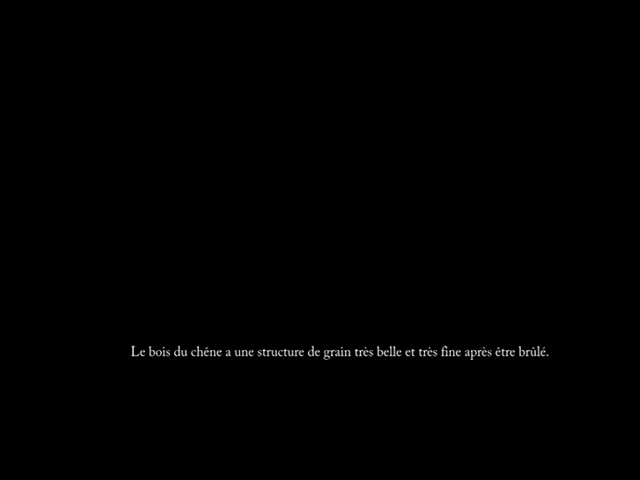 Le bois du chêne a une structure de grain très belle et très fine après être brûlé.